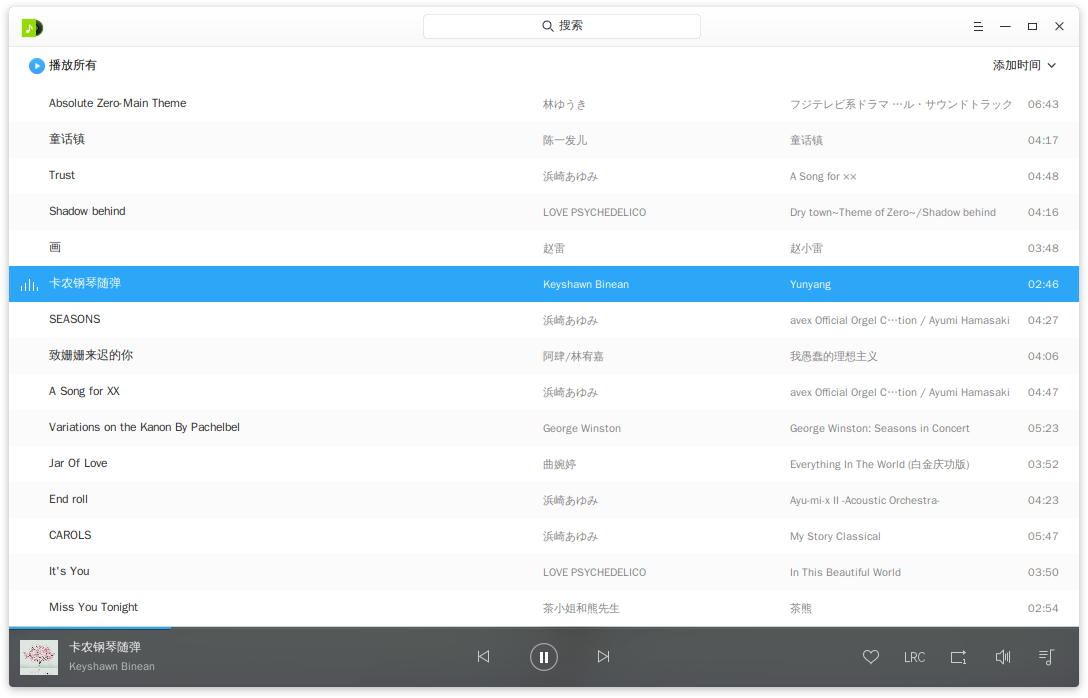 搜索
播放所有 添加时间
Absolute Zero-Main Theme 林ゆうき フジテレビ系ドラマ …ル・サウンドトラック 06:43
童话镇 陈一发儿 童话镇 04:17
Trust 浜崎あゆみ A Song for ×× 04:48
Shadow behind LOVE PSYCHEDELICO Dry town~Theme of Zero~/Shadow behind 04:16
画 赵雷 赵小雷 03:48
卡农钢琴随弹 Keyshawn Binean Yunyang 02:46
SEASONS 浜崎あゆみ avex Official Orgel C…tion / Ayumi Hamasaki 04:27
致姗姗来迟的你 阿肆/林宥嘉 我愚蠢的理想主义 04:06
A Song for XX 浜崎あゆみ avex Official Orgel C…tion / Ayumi Hamasaki 04:47
Variations on the Kanon By Pachelbel George Winston George Winston: Seasons in Concert 05:23
Jar Of Love 曲婉婷 Everything In The World (白金庆功版) 03:52
End roll 浜崎あゆみ Ayu-mi-x II -Acoustic Orchestra- 04:23
CAROLS 浜崎あゆみ My Story Classical 05:47
It's You LOVE PSYCHEDELICO In This Beautiful World 03:50
Miss You Tonight 茶小姐和熊先生 茶熊 02:54
卡农钢琴随弹
Keyshawn Binean
LRC 1